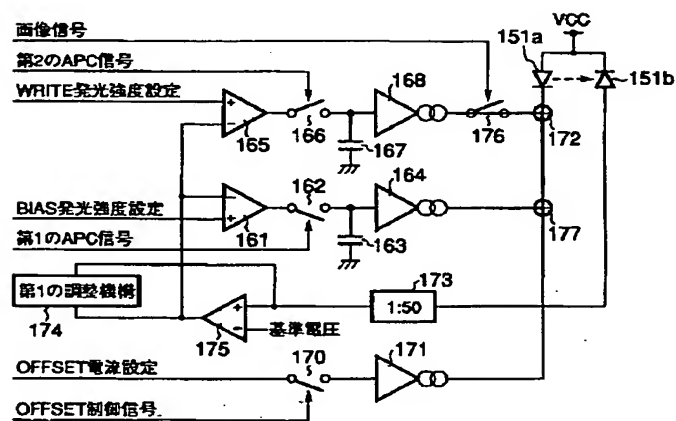 画像信号
第2のAPC信号
WRITE発光強度設定
VCC
151a
151b
168
165
166
167
176
172
162
164
BIAS発光強度設定
161
163
177
第1のAPC信号
173
第1の調整機構
1:50
174
175
基準電圧
170
171
OFFSET電流設定
OFFSET制御信号